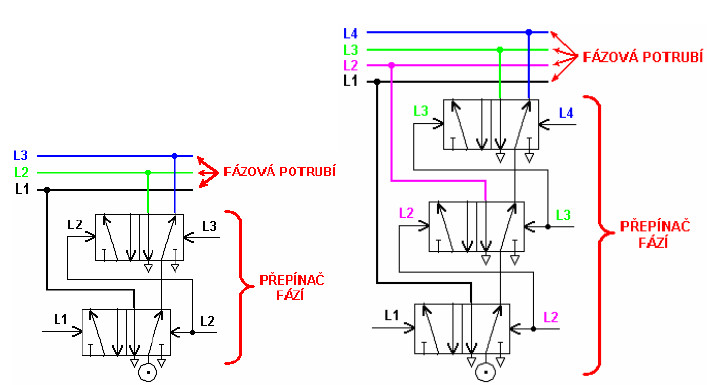 L3
L2
L1
FÁZOVÁ POTRUBÍ
L2
L3
PŘEPÍNAČ
FÁZÍ
L1
L2
L4
L3
L2
L1
FÁZOVÁ POTRUBÍ
L3
L4
L2
L3
PŘEPÍNAČ
FÁZÍ
L1
L2